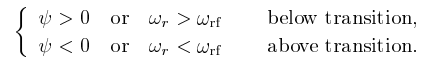 ψ > 0 or ω_r > ω_rf below transition,
ψ < 0 or ω_r < ω_rf above transition.